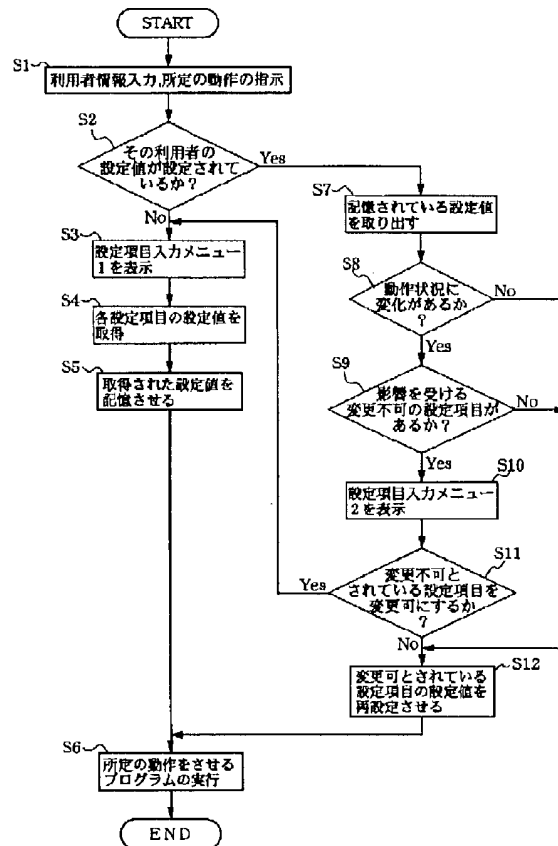 START
S1
利用者情報入力,所定の動作の指示
S2
その利用者の
設定値が設定されて
いるか?
Yes
No
S3
設定項目入力メニュー
1を表示
S4
各設定項目の設定値を
取得
S5
取得された設定値を
記憶させる
S7
記憶されている設定値
を取り出す
S8
動作状況に
変化があるか
?
No
Yes
S9
影響を受ける
変更不可の設定項目が
あるか?
No
Yes
S10
設定項目入力メニュー
2を表示
S11
変更不可と
されている設定項目を
変更可にするか
?
Yes
No
S12
変更可とされている
設定項目の設定値を
再設定させる
S6
所定の動作をさせる
プログラムの実行
END